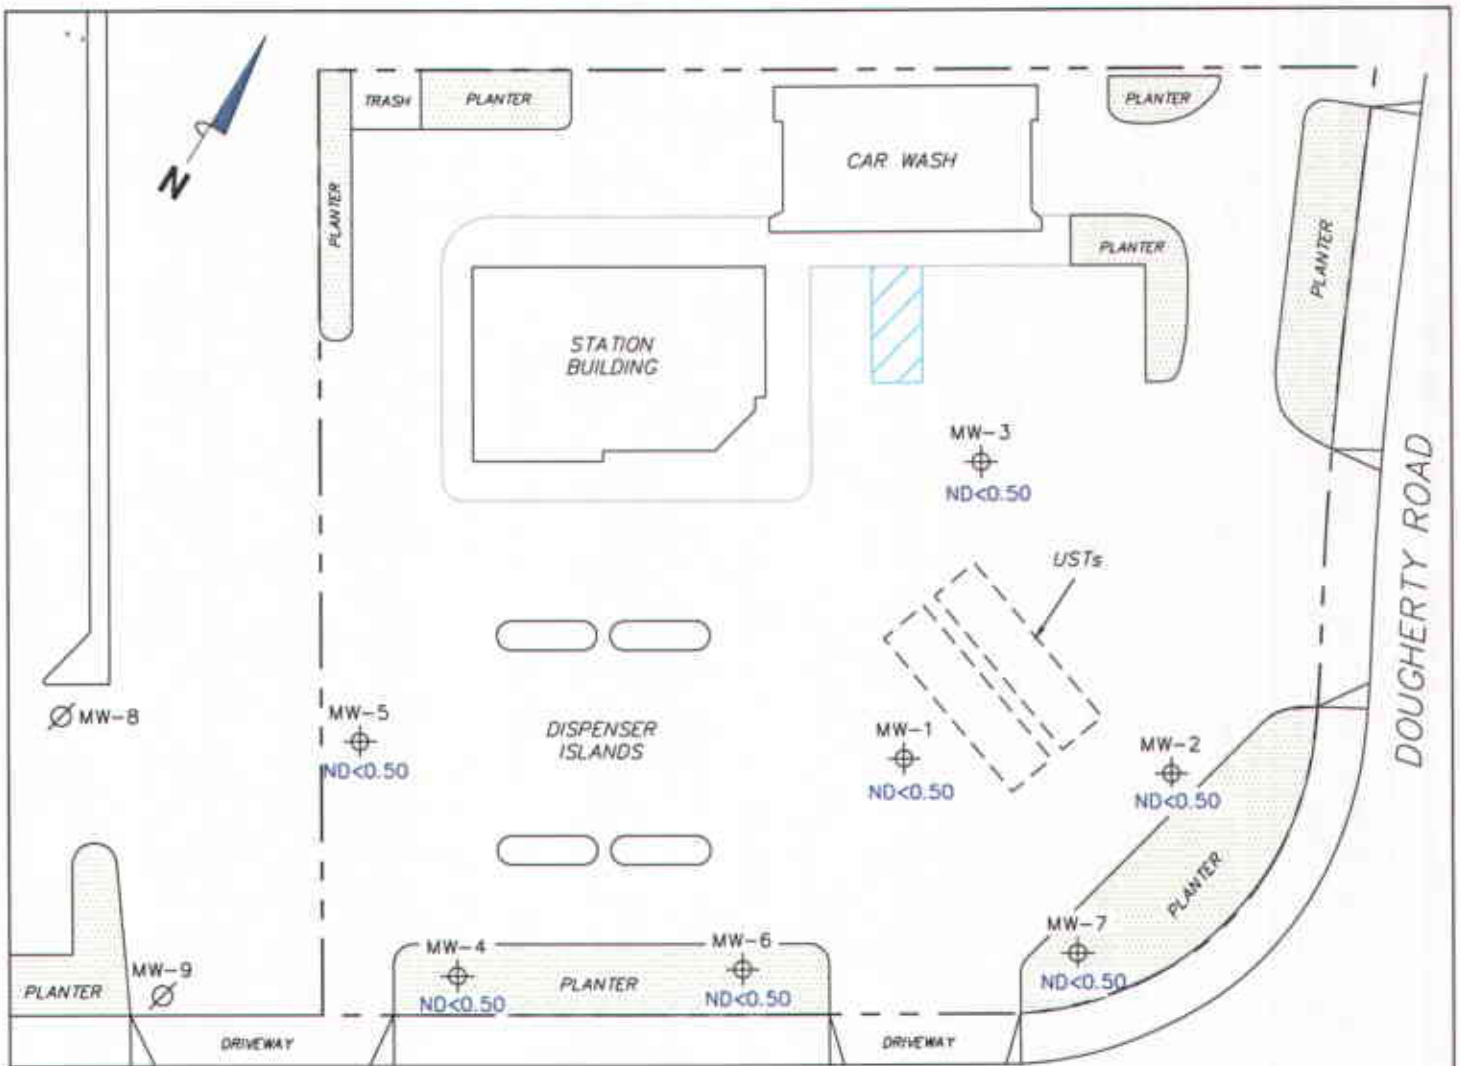 N
TRASH
PLANTER
PLANTER
CAR WASH
PLANTER
PLANTER
PLANTER
STATION
BUILDING
MW-3
ND<0.50
USTs
DOUGHERTY ROAD
MW-8
MW-5
ND<0.50
DISPENSER
ISLANDS
MW-1
ND<0.50
MW-2
ND<0.50
PLANTER
MW-7
ND<0.50
MW-4
ND<0.50
PLANTER
MW-6
ND<0.50
MW-9
PLANTER
DRIVEWAY
DRIVEWAY